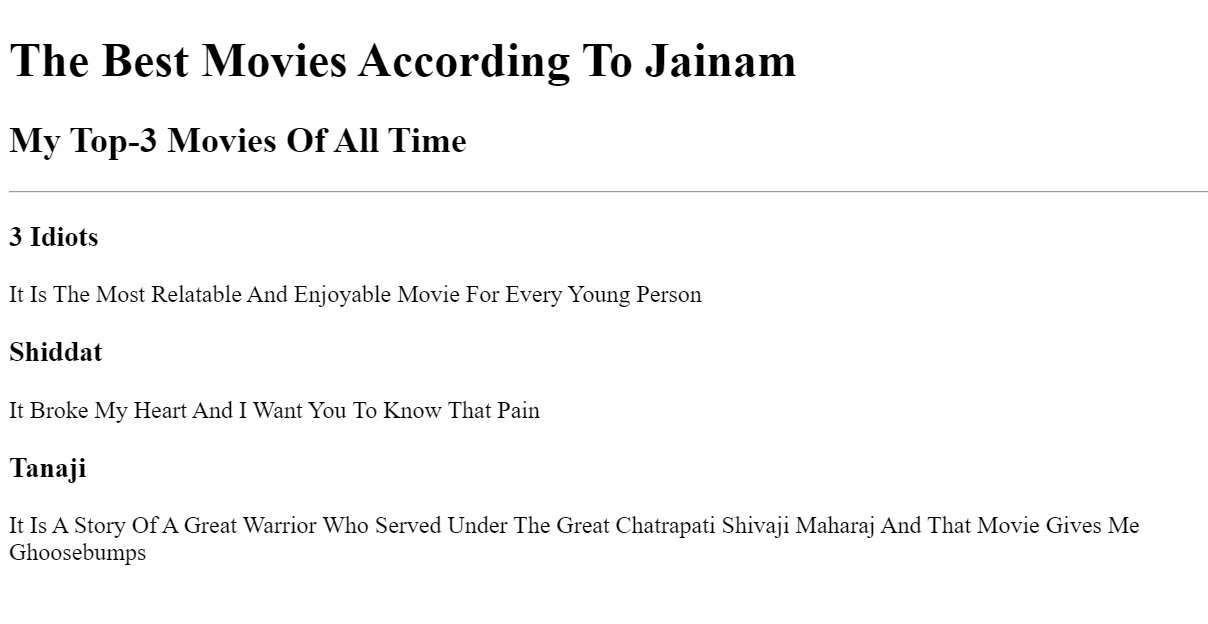 The Best Movies According To Jainam
My Top-3 Movies Of All Time
3 Idiots
It Is The Most Relatable And Enjoyable Movie For Every Young Person
Shiddat
It Broke My Heart And I Want You To Know That Pain
Tanaji
It Is A Story Of A Great Warrior Who Served Under The Great Chatrapati Shivaji Maharaj And That Movie Gives Me
Ghoosebumps